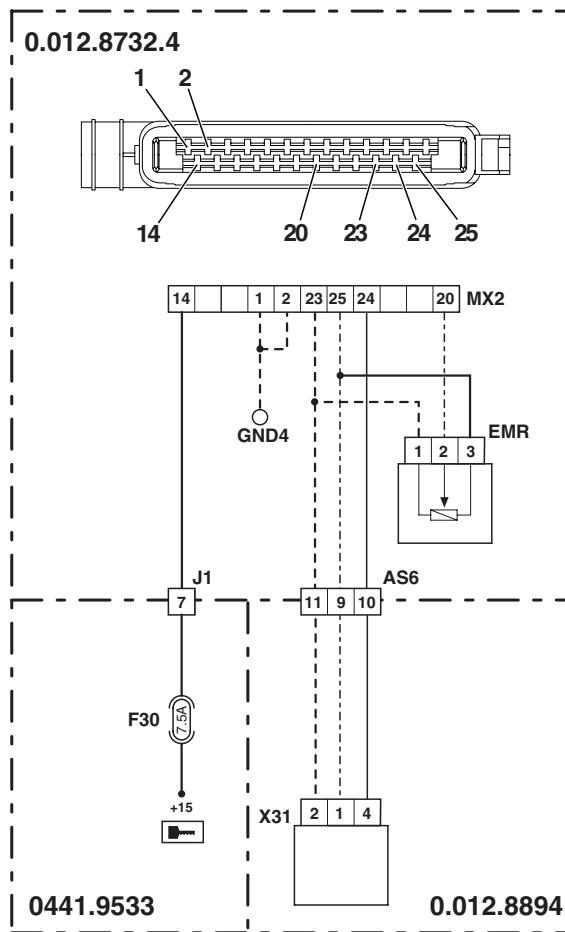 0.012.8732.4
1 2
14 20 23 24 25
14 1 2 23 25 24 20 MX2
GND4
EMR
1 2 3
J1 AS6
7 11 9 10
F30 7.5A
+15
X31 2 1 4
0441.9533 0.012.8894